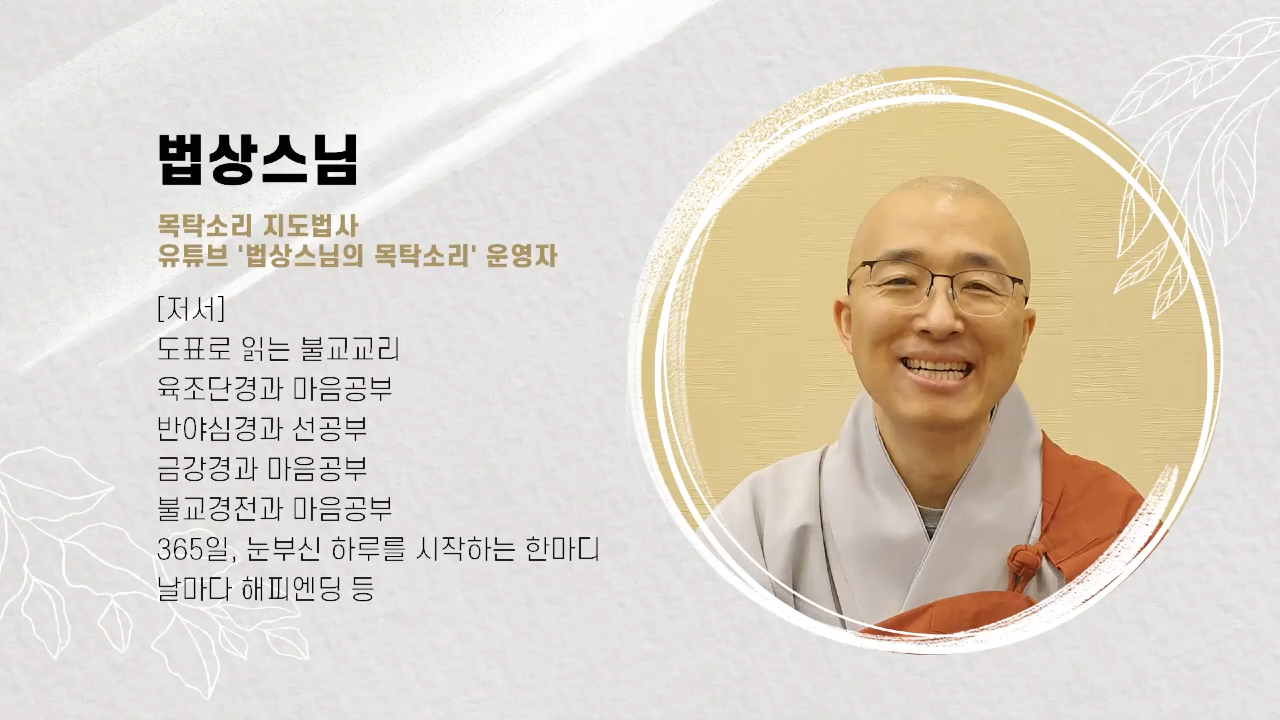 법상스님
목탁소리 지도법사
유튜브 '법상스님의 목탁소리' 운영자
[저서]
도표로 읽는 불교교리
육조단경과 마음공부
반야심경과 선공부
금강경과 마음공부
불교경전과 마음공부
365일, 눈부신 하루를 시작하는 한마디
날마다 해피엔딩 등